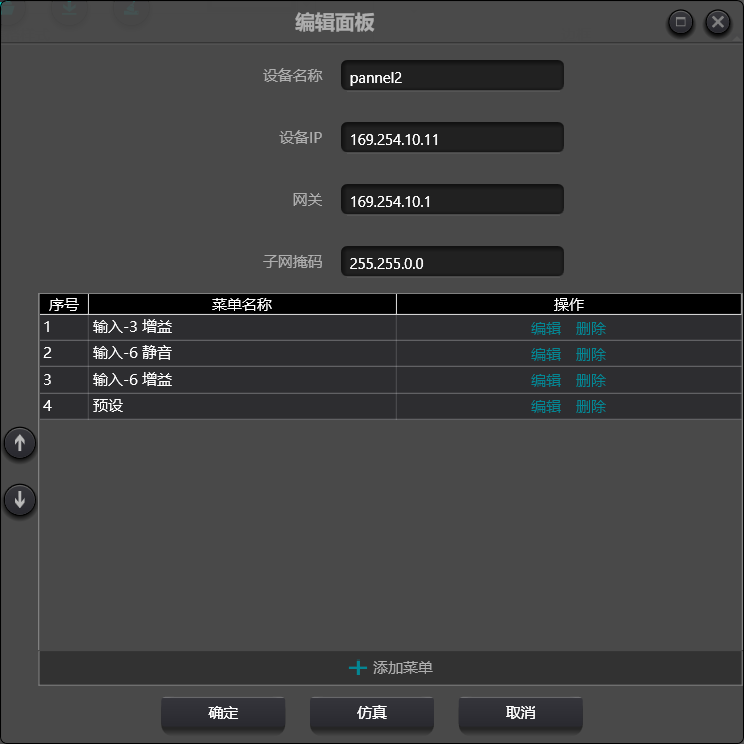 编辑面板
设备名称 pannel2
设备IP 169.254.10.11
网关 169.254.10.1
子网掩码 255.255.0.0
序号 菜单名称 操作
1 输入-3 增益 编辑 删除
2 输入-6 静音 编辑 删除
3 输入-6 增益 编辑 删除
4 预设 编辑 删除
添加菜单
确定 仿真 取消